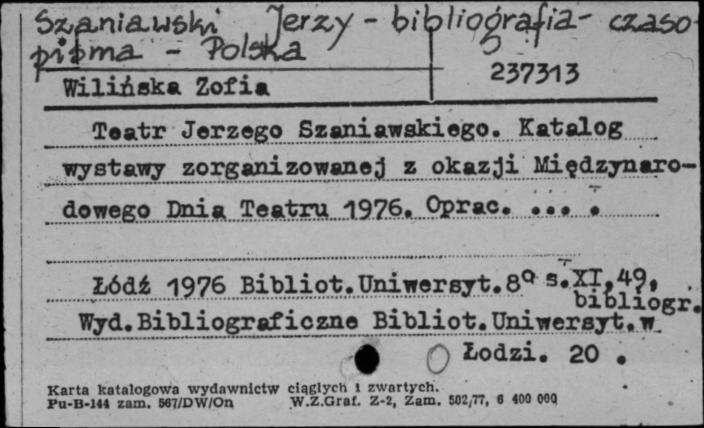 Szaniawski Jerzy - bibliografia - czaso-
pisma - Polska
Wilińska Zofia
237313
Teatr Jerzego Szaniawskiego. Katalog
wystawy zorganizowanej z okazji Międzynaro-
dowego Dnia Teatru 1976. Oprac. ... .
Łódź 1976 Bibliot.Uniwersyt.8° s.XI,49,
bibliogr.
Wyd.Bibliograficzne Bibliot.Uniwersyt.w
Łodzi. 20 .
Karta katalogowa wydawnictw ciągłych i zwartych.
Pu-B-144 zam. 567/DW/On W.Z.Graf. Z-2, Zam. 502/77, 6 400 000